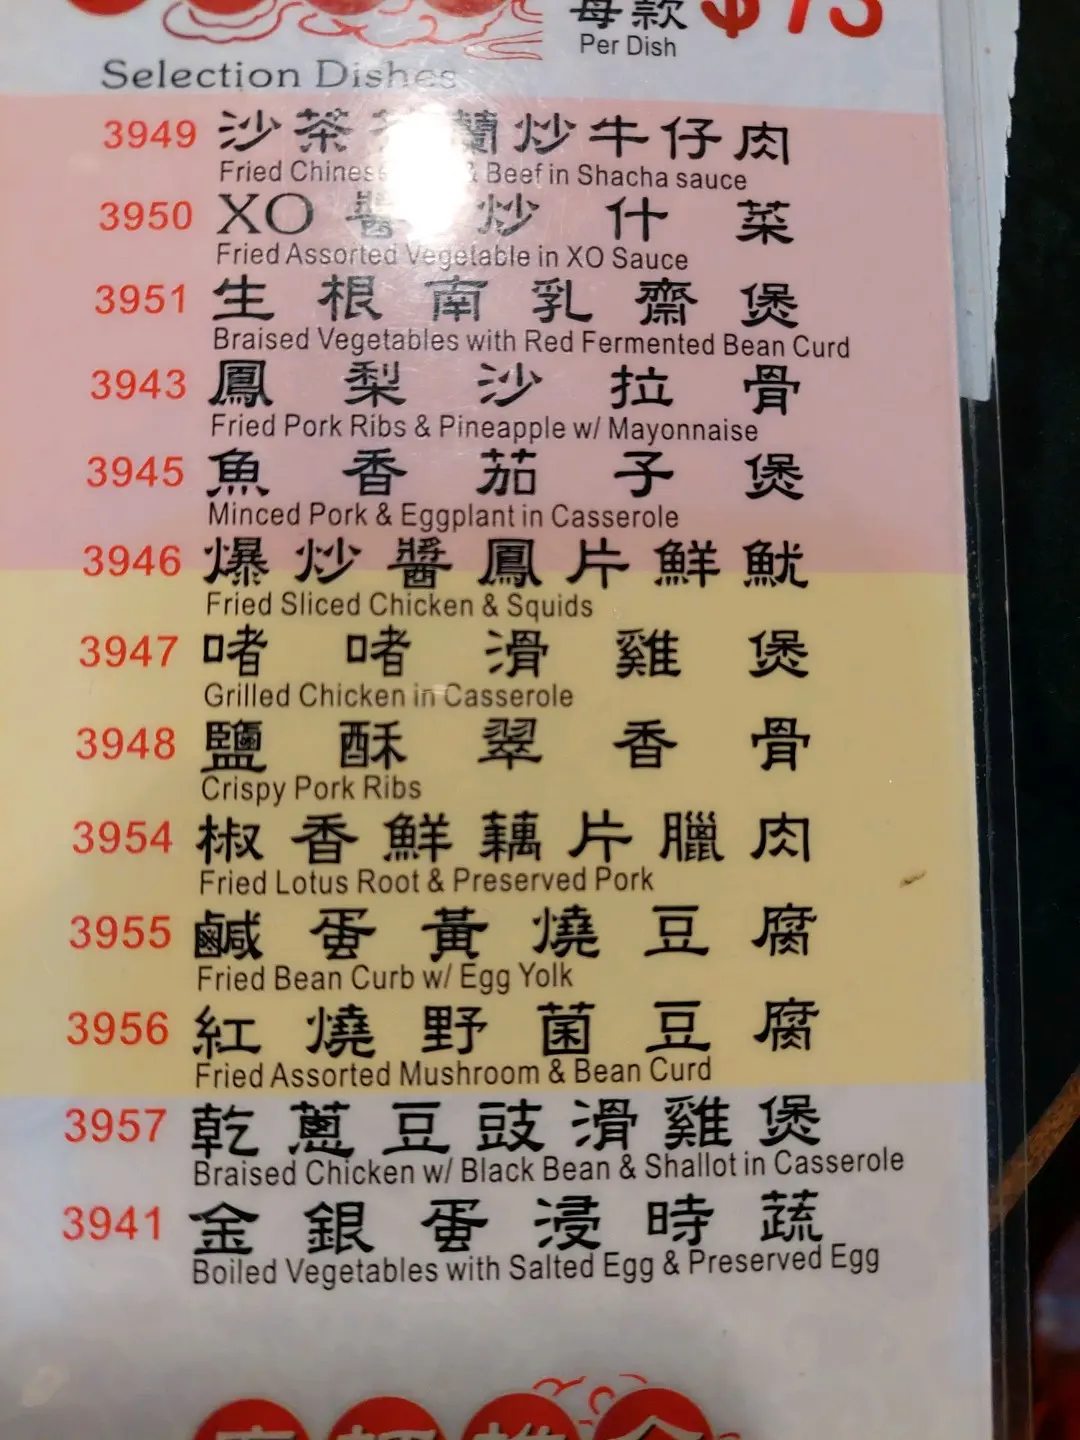 每款 $
Per Dish
Selection Dishes
3949 沙茶 蘭炒牛仔肉
Fried Chinese & Beef in Shacha sauce
3950 XO 醬炒什菜
Fried Assorted Vegetable in XO Sauce
3951 生根南乳齋煲
Braised Vegetables with Red Fermented Bean Curd
3943 鳳梨沙拉骨
Fried Pork Ribs & Pineapple w/ Mayonnaise
3945 魚香茄子煲
Minced Pork & Eggplant in Casserole
3946 爆炒醬鳳片鮮魷
Fried Sliced Chicken & Squids
3947 啫啫滑雞煲
Grilled Chicken in Casserole
3948 鹽酥翠香骨
Crispy Pork Ribs
3954 椒香鮮藕片臘肉
Fried Lotus Root & Preserved Pork
3955 鹹蛋黃燒豆腐
Fried Bean Curb w/ Egg Yolk
3956 紅燒野菌豆腐
Fried Assorted Mushroom & Bean Curd
3957 乾蔥豆豉滑雞煲
Braised Chicken w/ Black Bean & Shallot in Casserole
3941 金銀蛋浸時蔬
Boiled Vegetables with Salted Egg & Preserved Egg